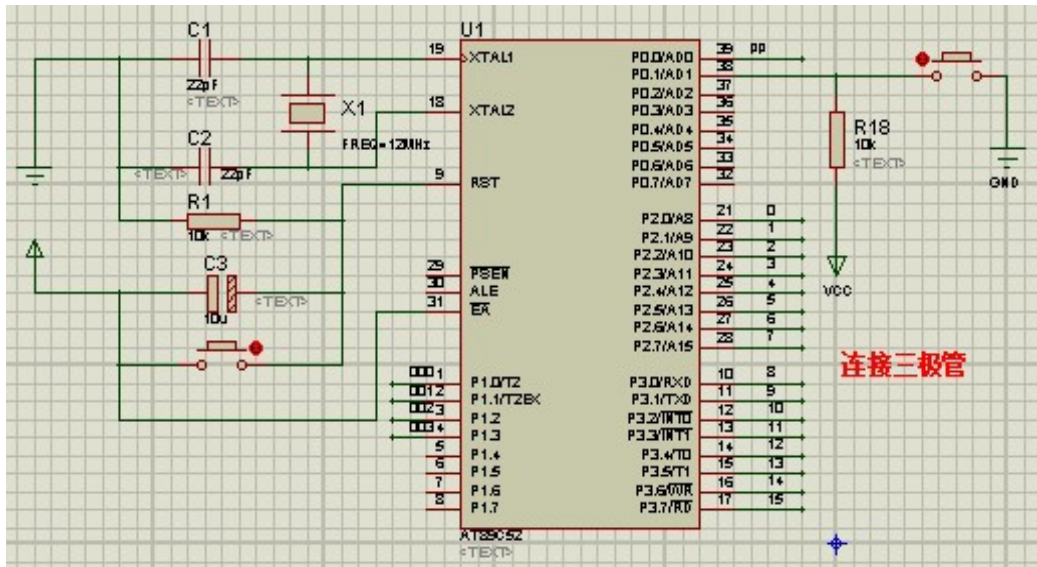 C1
22pF
<TEXT>
X1
FREQ=12MHz
C2
<TEXT>
22pF
R1
10k
<TEXT>
C3
10u
<TEXT>
U1
19 XTAL1
18 XTAL2
9 RST
29 PSEN
30 ALE
31 EA
000 1 P1.0/T2
001 2 P1.1/T2EX
002 3 P1.2
003 4 P1.3
5 P1.4
6 P1.5
7 P1.6
8 P1.7
AT89C52
<TEXT>
P0.0/AD0 39 pp
P0.1/AD1 38
P0.2/AD2 37
P0.3/AD3 36
P0.4/AD4 35
P0.5/AD5 34
P0.6/AD6 33
P0.7/AD7 32
P2.0/A8 21 0
P2.1/A9 22 1
P2.2/A10 23 2
P2.3/A11 24 3
P2.4/A12 25 4
P2.5/A13 26 5
P2.6/A14 27 6
P2.7/A15 28 7
P3.0/RXD 10 8
P3.1/TXD 11 9
P3.2/INT0 12 10
P3.3/INT1 13 11
P3.4/T0 14 12
P3.5/T1 15 13
P3.6/WR 16 14
P3.7/RD 17 15
R18
10k
<TEXT>
GND
VCC
连接三极管